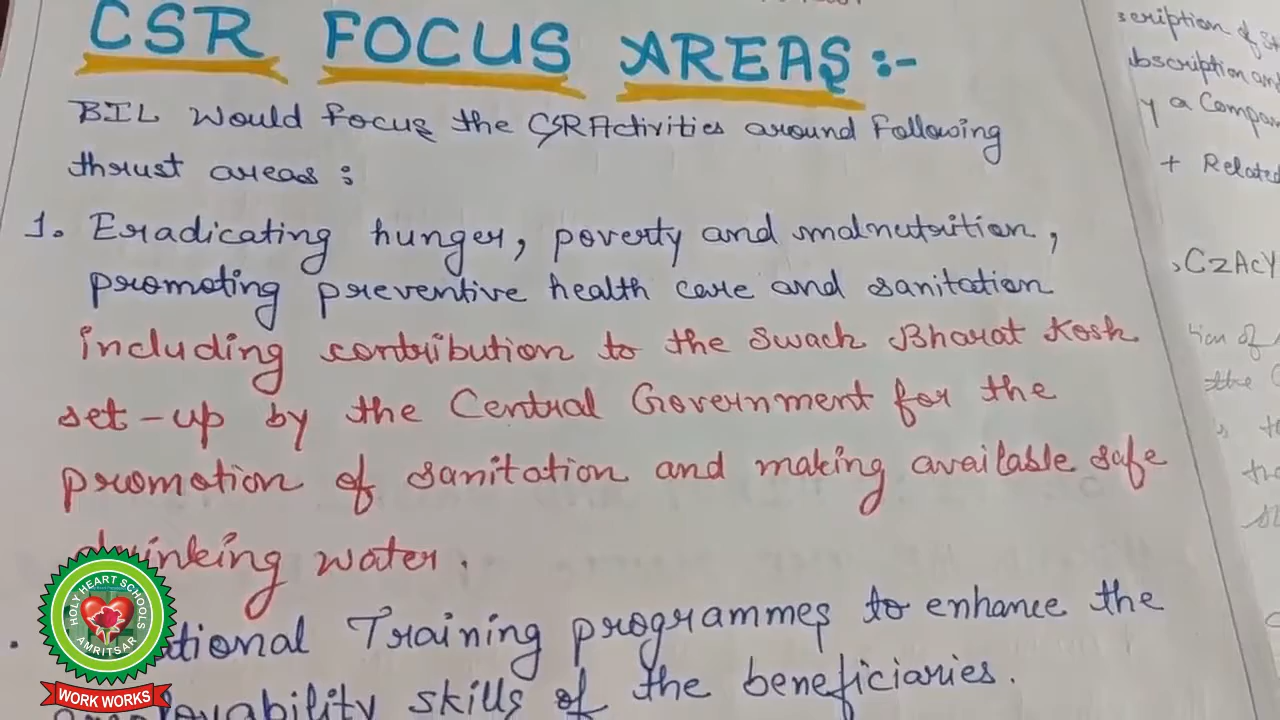 CSR FOCUS AREAS :-
BIL Would Focus the CSR Activities around Following
thrust areas :
1. Eradicating hunger, poverty and malnutrition,
promoting preventive health care and sanitation
including contribution to the Swach Bharat Kosh
set-up by the Central Government for the
promotion of sanitation and making available safe
drinking water.
Training programmes to enhance the
skills of the beneficiaries.
y a Compan
+ Related
HOLY HEART SCHOOLS
AMRITSAR
WORK WORKS